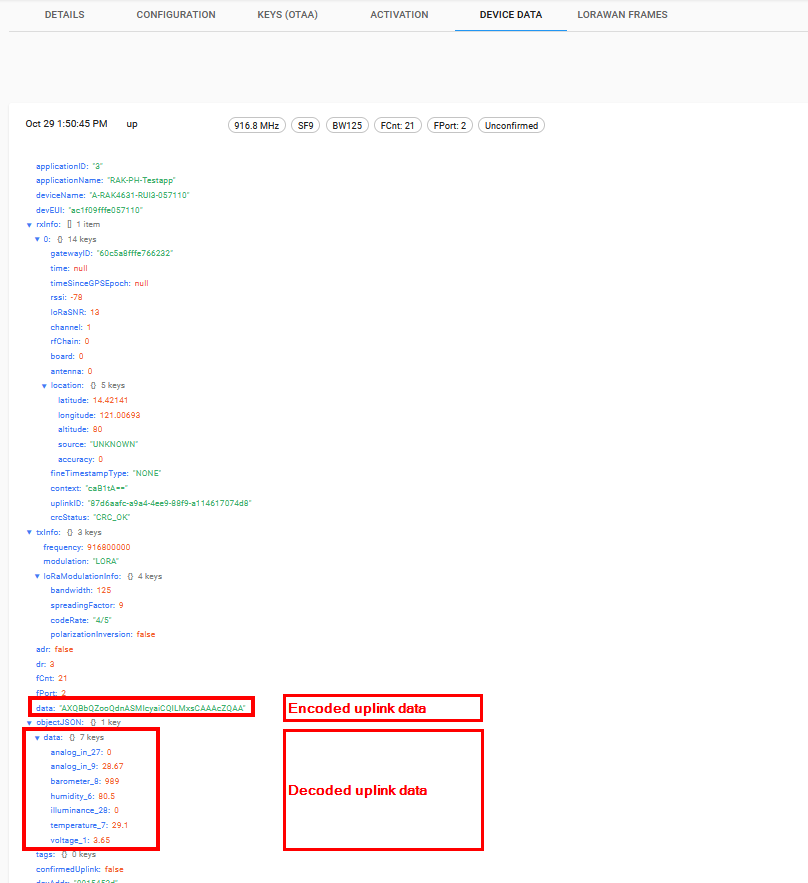 DETAILS CONFIGURATION KEYS (OTAA) ACTIVATION DEVICE DATA LORAWAN FRAMES
Oct 29 1:50:45 PM up 916.8 MHz SF9 BW125 FCnt: 21 FPort: 2 Unconfirmed
applicationID: "3"
applicationName: "RAK-PH-Testapp"
deviceName: "A-RAK4631-RUI3-057110"
devEUI: "ac1f09fffe057110"
rxInfo: [] 1 item
0: {} 14 keys
gatewayID: "60c5a8fffe766232"
time: null
timeSinceGPSEpoch: null
rssi: -78
loRaSNR: 13
channel: 1
rfChain: 0
board: 0
antenna: 0
location: {} 5 keys
latitude: 14.42141
longitude: 121.00693
altitude: 80
source: "UNKNOWN"
accuracy: 0
fineTimestampType: "NONE"
context: "caB1tA=="
uplinkID: "87d6aafc-a9a4-4ee9-88f9-a114617074d8"
crcStatus: "CRC_OK"
txInfo: {} 3 keys
frequency: 916800000
modulation: "LORA"
loRaModulationInfo: {} 4 keys
bandwidth: 125
spreadingFactor: 9
codeRate: "4/5"
polarizationInversion: false
adr: false
dr: 3
fCnt: 21
fPort: 2
data: "AXQBbQZooQdnASMIcyaiCQILMxsCAAAcZQAA" Encoded uplink data
objectJSON: {} 1 key
data: {} 7 keys
analog_in_27: 0
analog_in_9: 28.67
barometer_8: 989
humidity_6: 80.5 Decoded uplink data
illuminance_28: 0
temperature_7: 29.1
voltage_1: 3.65
tags: {} 0 keys
confirmedUplink: false